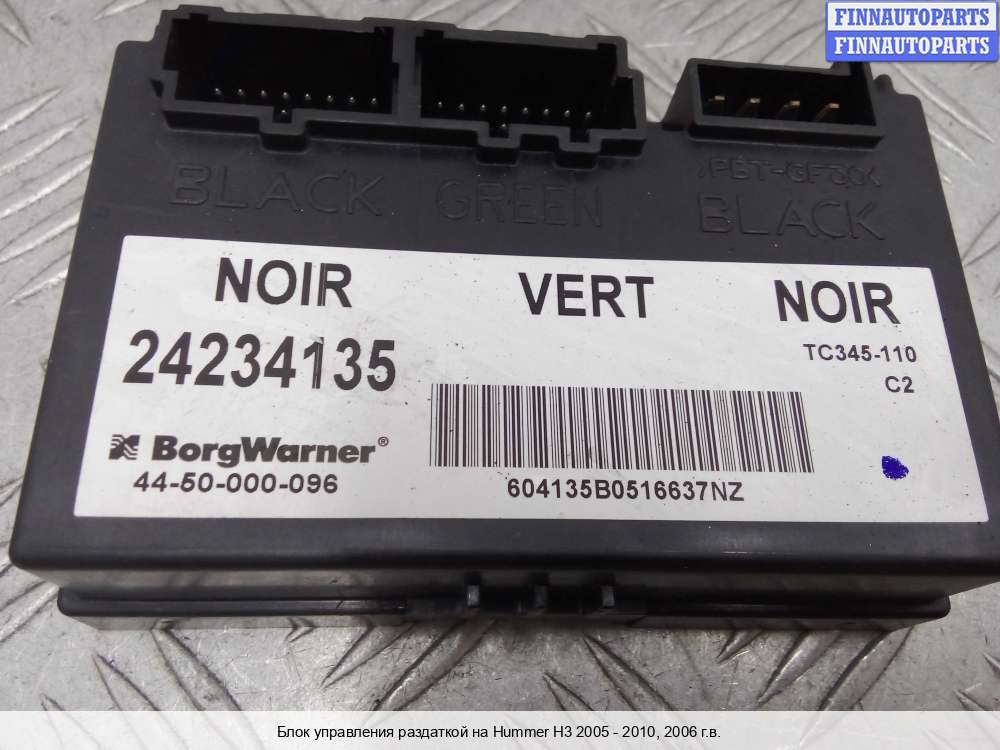 FINNAUTOPARTS
FINNAUTOPARTS
BLACK GREEN BLACK
NOIR VERT NOIR
24234135
TC345-110
C2
BorgWarner®
44-50-000-096
604135B0516637NZ
Блок управления раздаткой на Hummer H3 2005 - 2010, 2006 г.в.